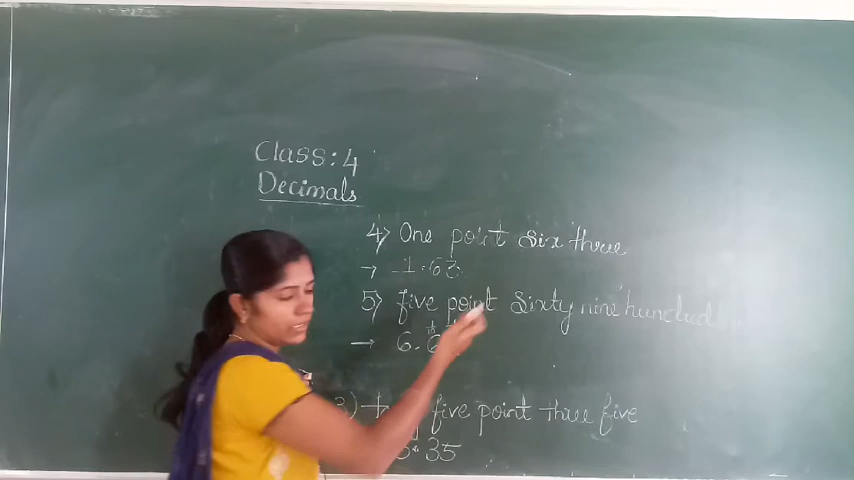 Class: 4
Decimals
4) One point six three
→ 1.63
5) five point sixty nine hundred
→ 6.6
3) five point three five
5.35